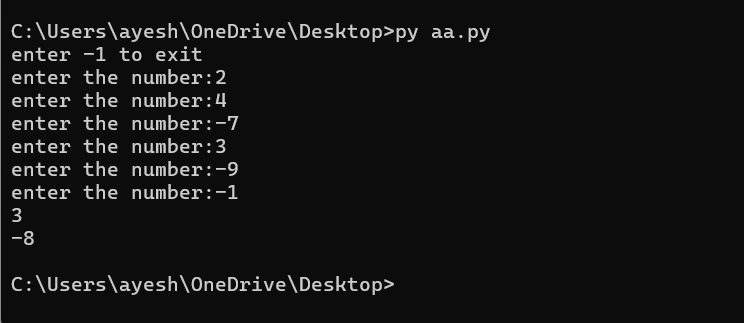 C:\Users\ayesh\OneDrive\Desktop>py aa.py
enter -1 to exit
enter the number:2
enter the number:4
enter the number:-7
enter the number:3
enter the number:-9
enter the number:-1
3
-8
C:\Users\ayesh\OneDrive\Desktop>